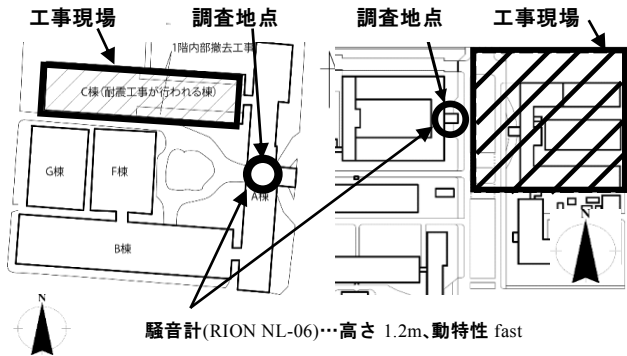 工事現場
調査地点
調査地点
工事現場
1階内部撤去工事
C棟(耐震工事が行われる棟)
G棟
F棟
A棟
B棟
N
N
騒音計(RION NL-06)…高さ 1.2m、動特性 fast